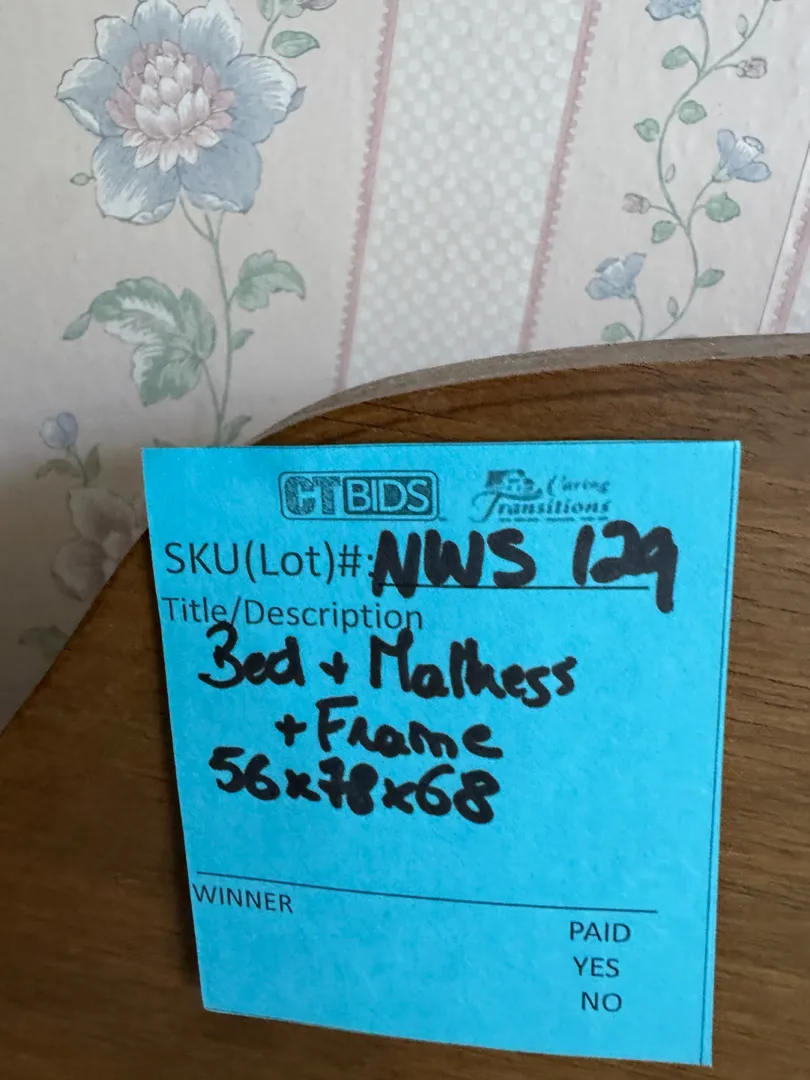 CTBIDS
Caring Transitions
SKU(Lot)#: NWS 129
Title/Description
Bed + Mattress
+ Frame
56x78x68
WINNER
PAID
YES
NO